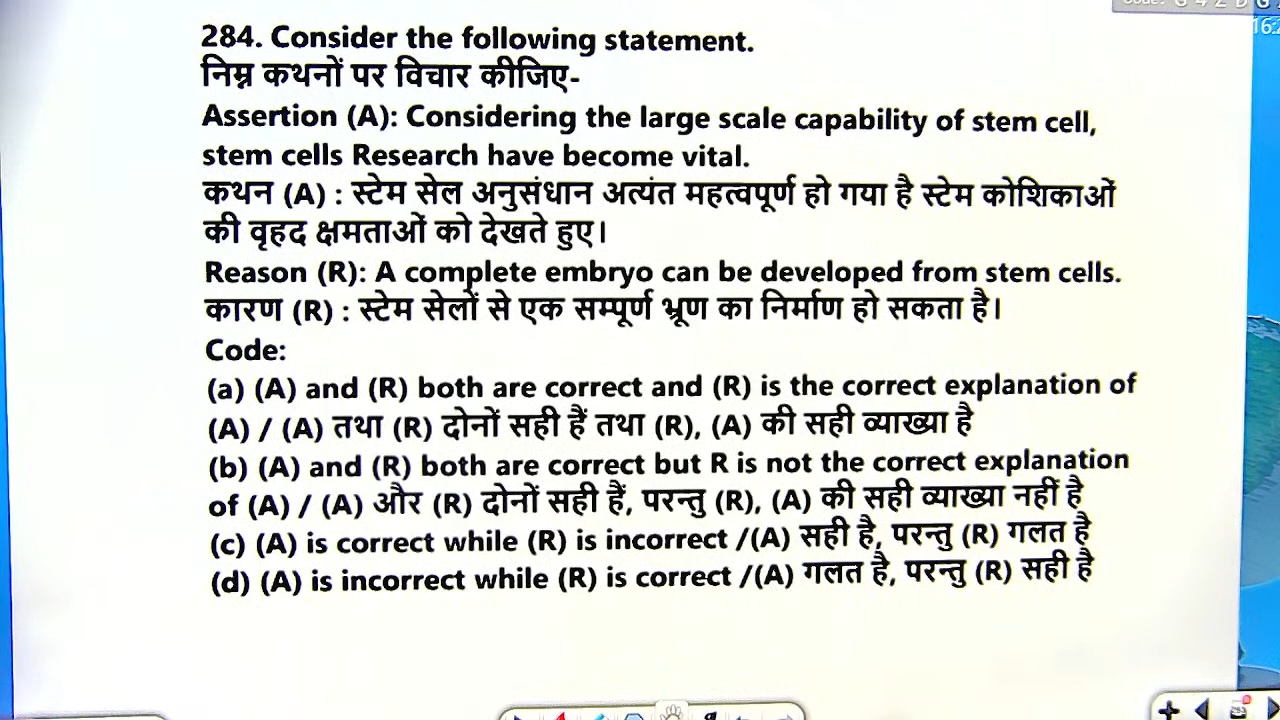 284. Consider the following statement.
निम्न कथनों पर विचार कीजिए-
Assertion (A): Considering the large scale capability of stem cell,
stem cells Research have become vital.
कथन (A) : स्टेम सेल अनुसंधान अत्यंत महत्वपूर्ण हो गया है स्टेम कोशिकाओं
की वृहद क्षमताओं को देखते हुए।
Reason (R): A complete embryo can be developed from stem cells.
कारण (R) : स्टेम सेलों से एक सम्पूर्ण भ्रूण का निर्माण हो सकता है।
Code:
(a) (A) and (R) both are correct and (R) is the correct explanation of
(A) / (A) तथा (R) दोनों सही हैं तथा (R), (A) की सही व्याख्या है
(b) (A) and (R) both are correct but R is not the correct explanation
of (A) / (A) और (R) दोनों सही हैं, परन्तु (R), (A) की सही व्याख्या नहीं है
(c) (A) is correct while (R) is incorrect /(A) सही है, परन्तु (R) गलत है
(d) (A) is incorrect while (R) is correct /(A) गलत है, परन्तु (R) सही है